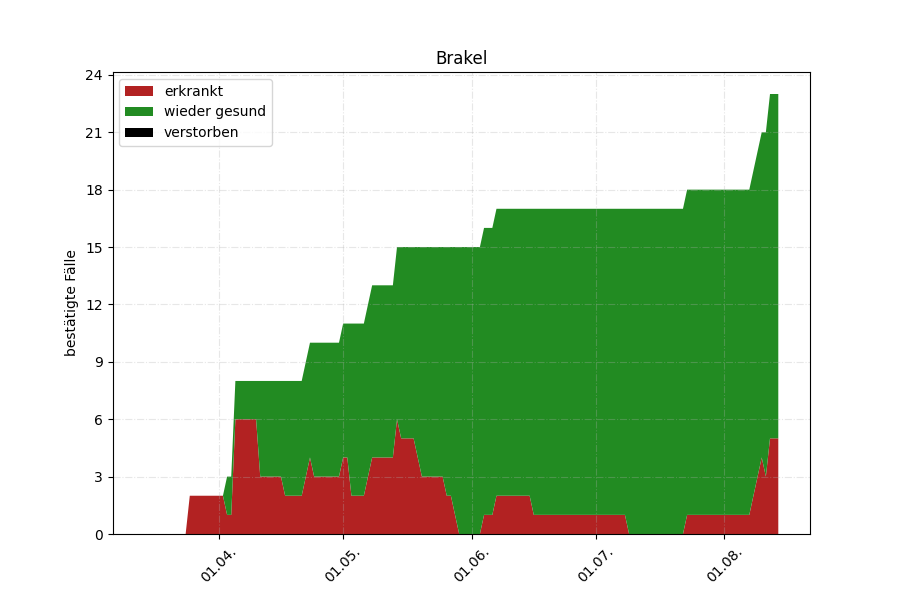 Brakel
erkrankt
wieder gesund
verstorben
bestätigte Fälle
24
21
18
15
12
9
6
3
0
01.04.
01.05.
01.06.
01.07.
01.08.